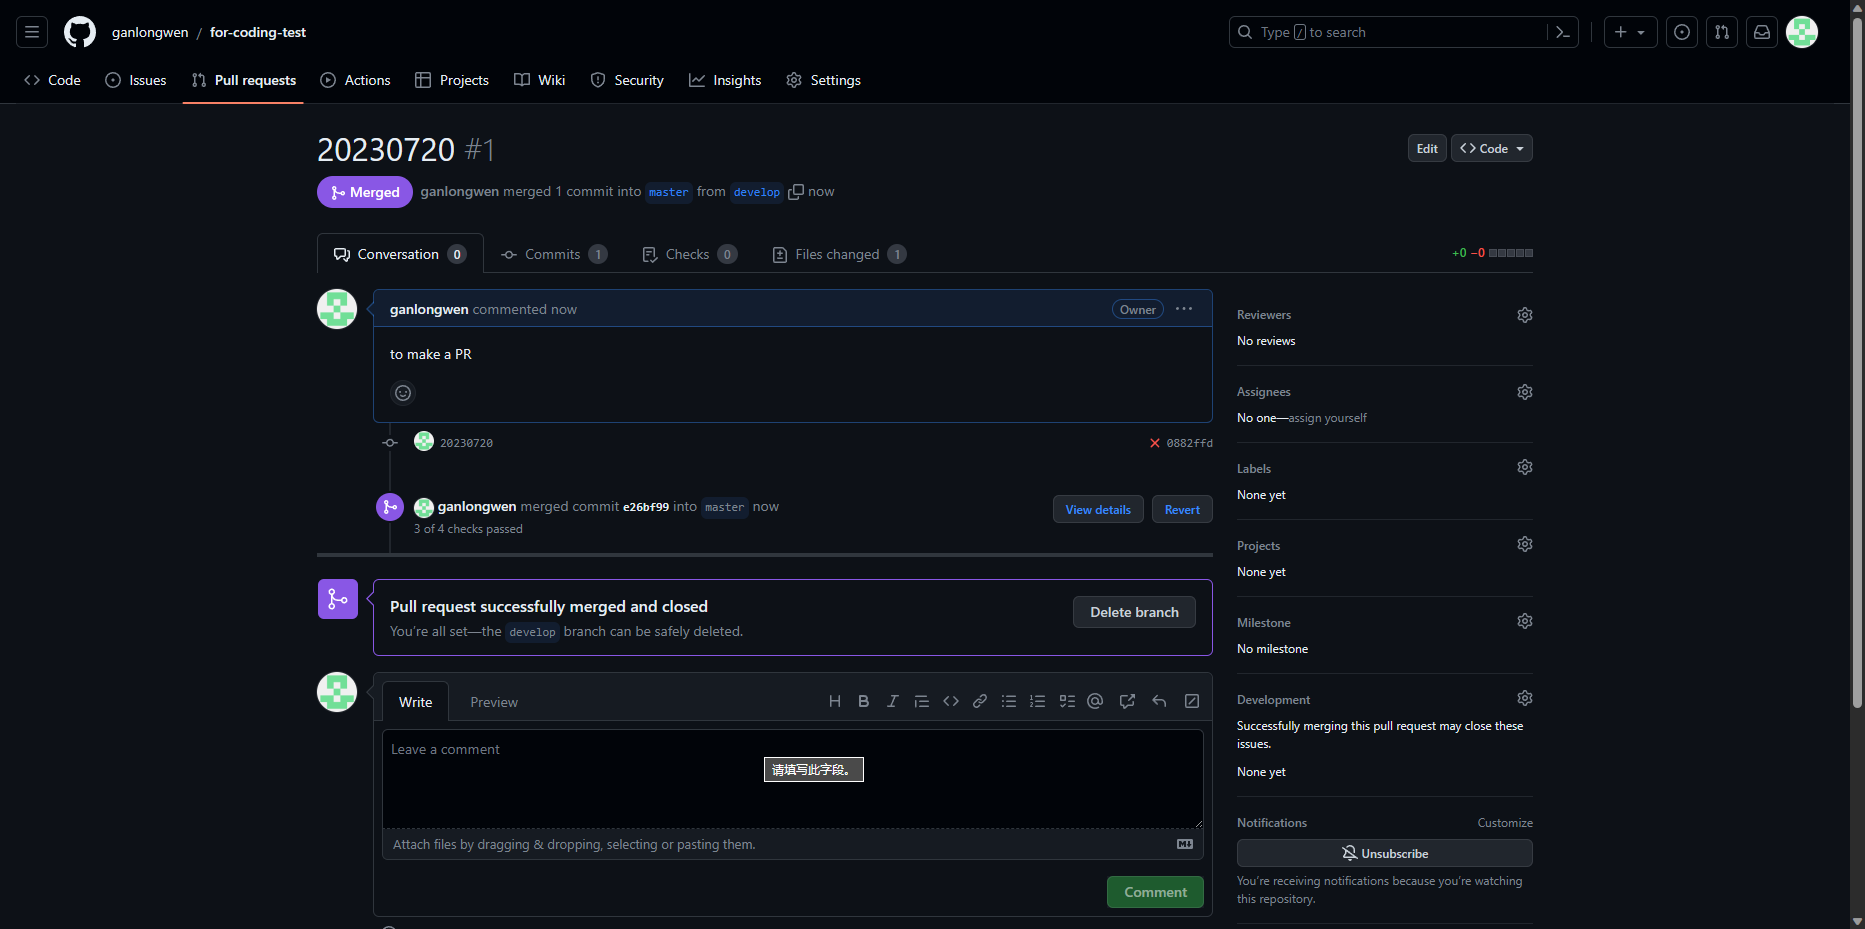 ganlongwen / for-coding-test
Type / to search
Code Issues Pull requests Actions Projects Wiki Security Insights Settings
20230720 #1
Edit Code
Merged ganlongwen merged 1 commit into master from develop now
Conversation 0 Commits 1 Checks 0 Files changed 1
+0 −0
ganlongwen commented now
Owner
to make a PR
20230720
0882ffd
ganlongwen merged commit e26bf99 into master now
3 of 4 checks passed
View details Revert
Pull request successfully merged and closed
You're all set—the develop branch can be safely deleted.
Delete branch
Write Preview
Leave a comment
请填写此字段。
Attach files by dragging & dropping, selecting or pasting them.
Comment
Reviewers
No reviews
Assignees
No one—assign yourself
Labels
None yet
Projects
None yet
Milestone
No milestone
Development
Successfully merging this pull request may close these
issues.
None yet
Notifications Customize
Unsubscribe
You're receiving notifications because you're watching
this repository.